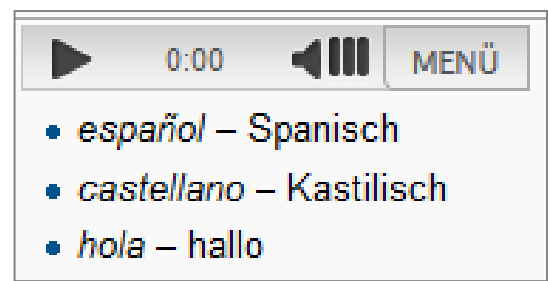 0:00 MENÜ
español – Spanisch
castellano – Kastilisch
hola – hallo